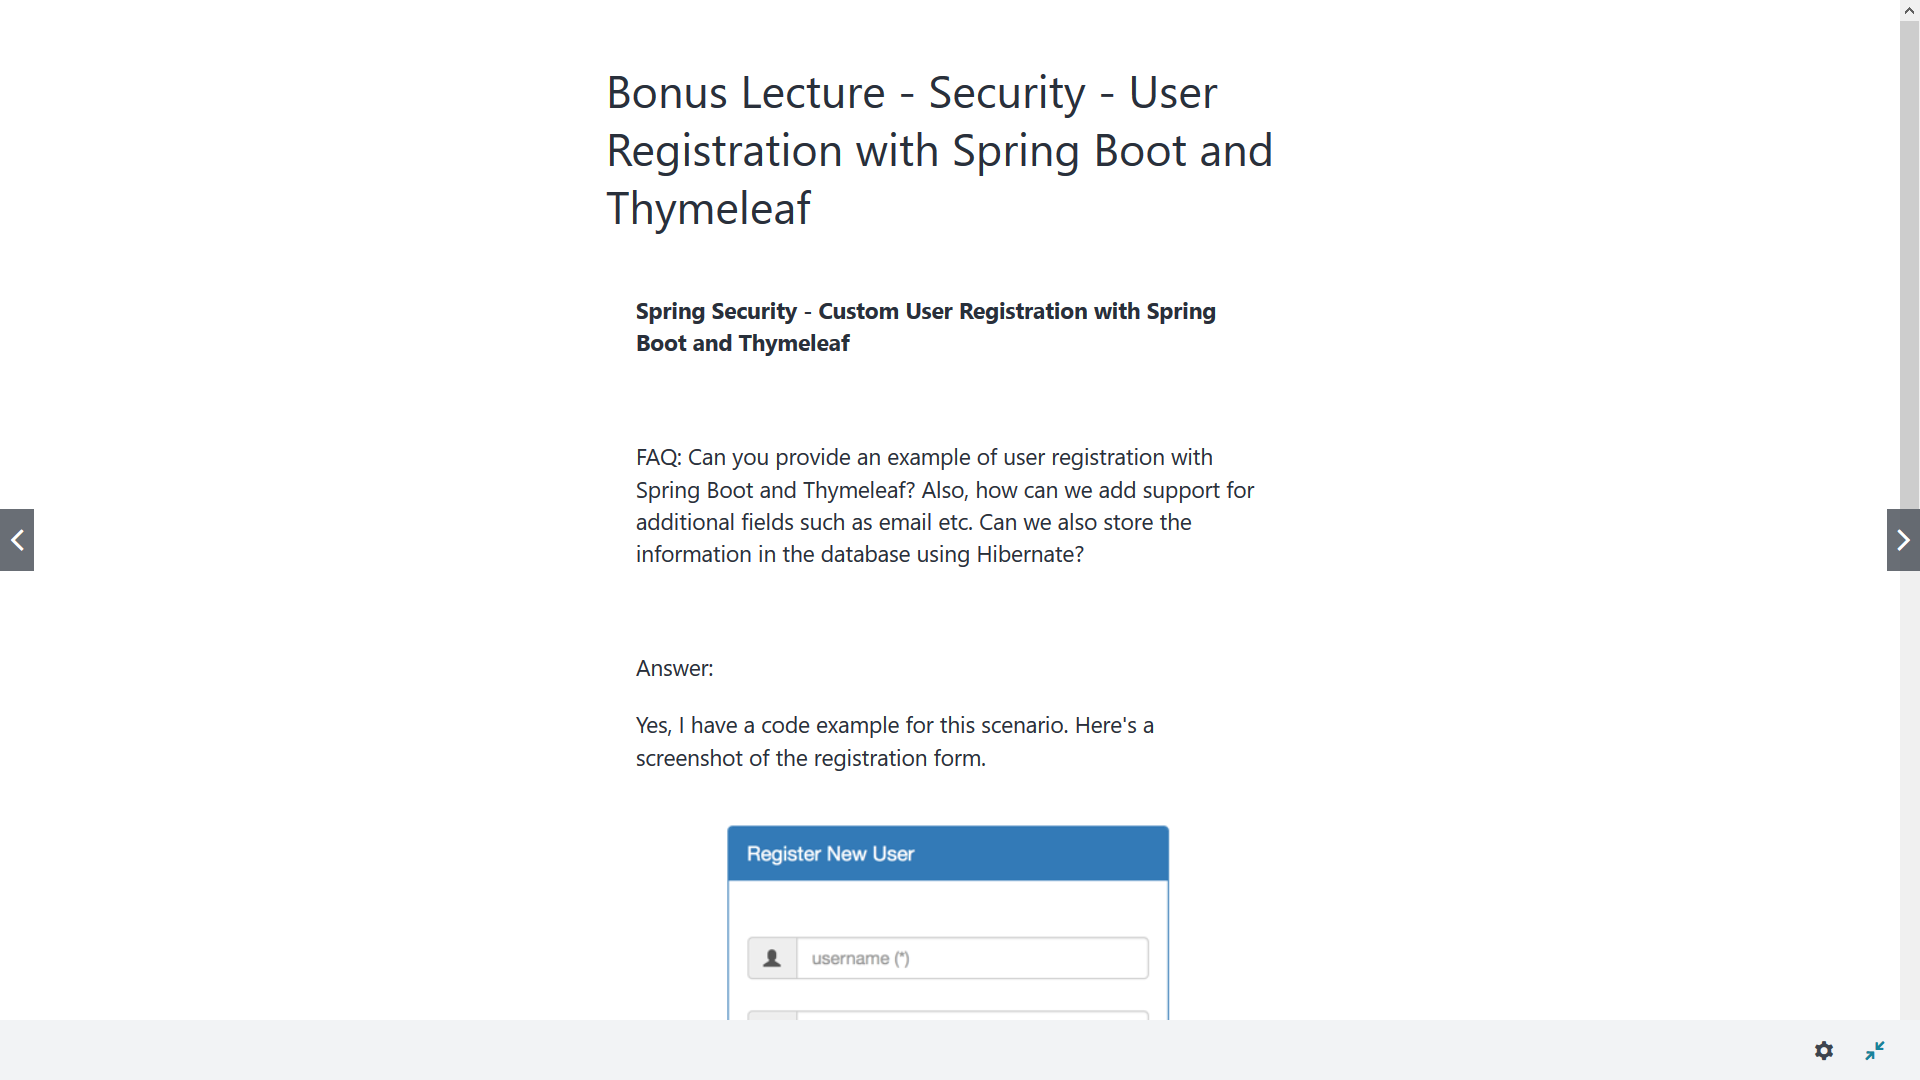 Bonus Lecture - Security - User
Registration with Spring Boot and
Thymeleaf
Spring Security - Custom User Registration with Spring
Boot and Thymeleaf
FAQ: Can you provide an example of user registration with
Spring Boot and Thymeleaf? Also, how can we add support for
additional fields such as email etc. Can we also store the
information in the database using Hibernate?
Answer:
Yes, I have a code example for this scenario. Here's a
screenshot of the registration form.
Register New User
username (*)